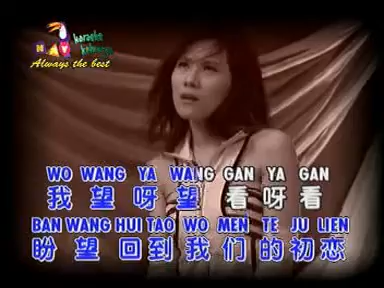 karaoke
NAV
Always the best
WO WANG YA WANG GAN YA GAN
我 望 呀 望 看 呀 看
BAN WANG HUI TAO WO MEN TE JU LIEN
盼 望 回 到 我 们 的 初 恋